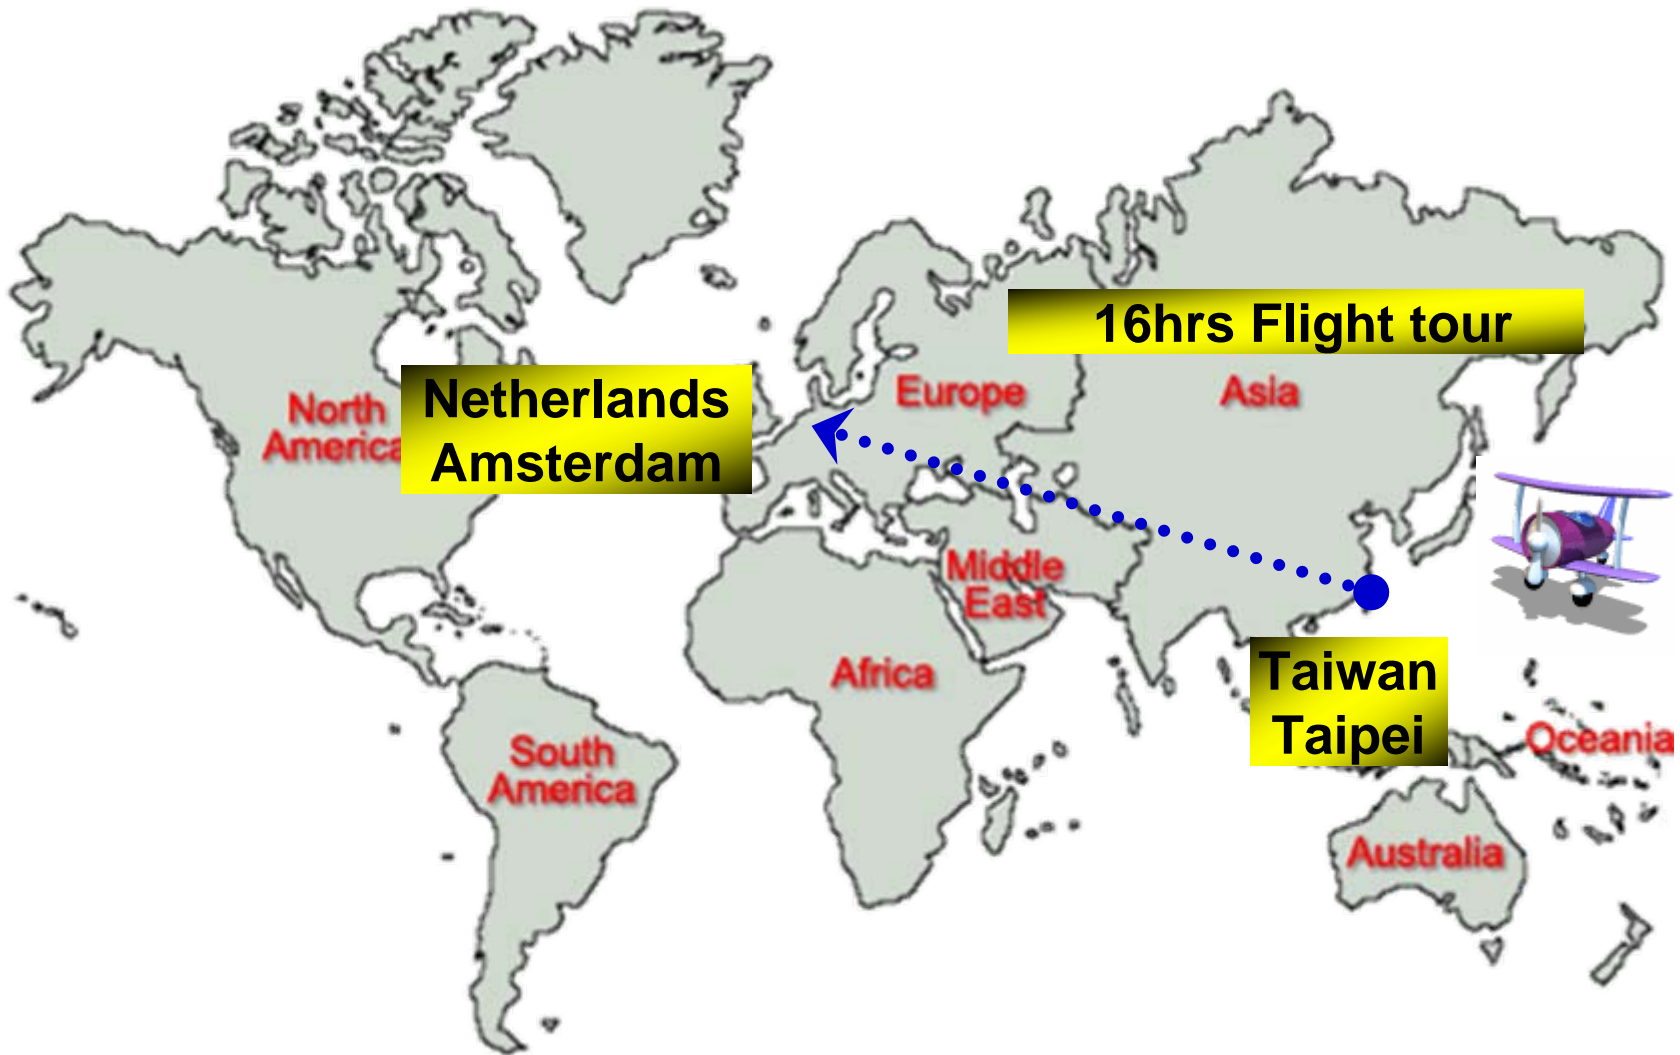 16hrs Flight tour
Netherlands
Amsterdam
North
America
Europe
Asia
Middle
East
Africa
Taiwan
Taipei
South
America
Oceania
Australia